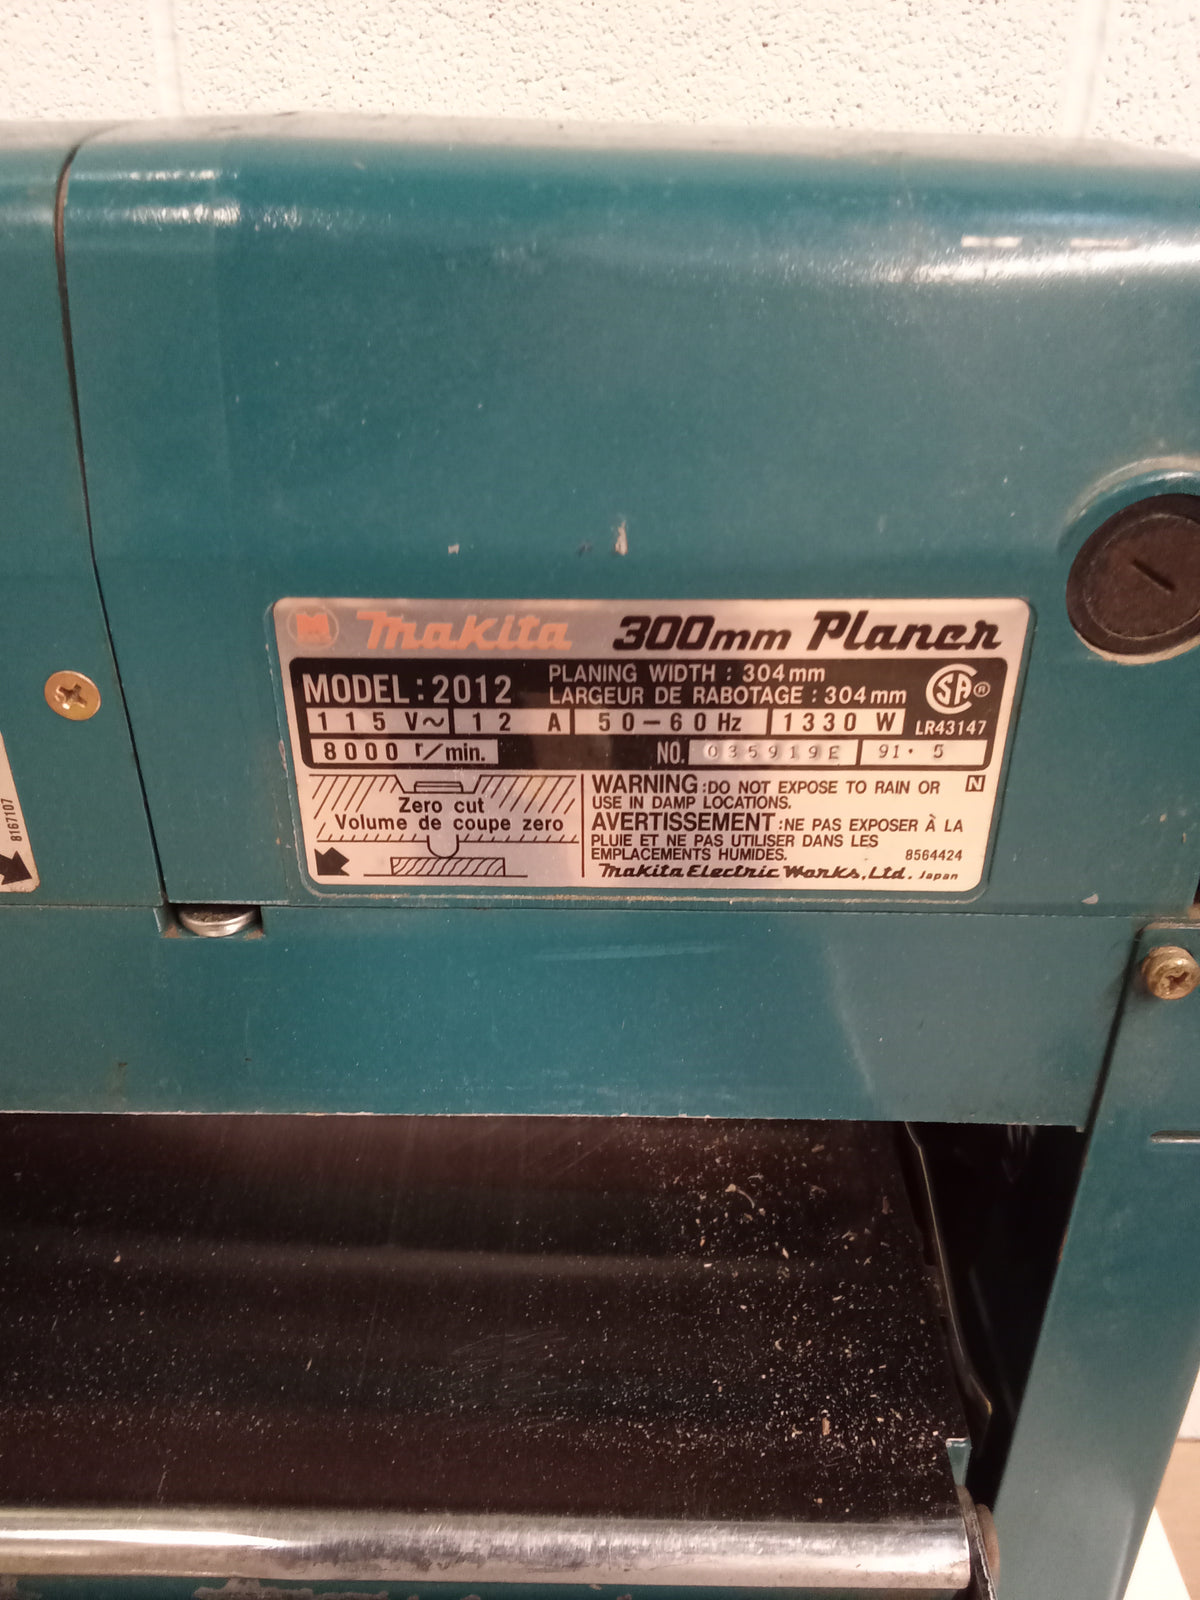 M Makita 300mm Planer
MODEL : 2012
PLANING WIDTH : 304mm
LARGEUR DE RABOTAGE : 304mm
SA ®
115 V~ 12 A 50-60 Hz 1330 W
LR43147
8000 r/min. NO. 035919E 91. 5
Zero cut
Volume de coupe zero
WARNING : DO NOT EXPOSE TO RAIN OR N
USE IN DAMP LOCATIONS.
AVERTISSEMENT : NE PAS EXPOSER À LA
PLUIE ET NE PAS UTILISER DANS LES
EMPLACEMENTS HUMIDES. 8564424
Makita Electric Works, Ltd. Japan
8167107